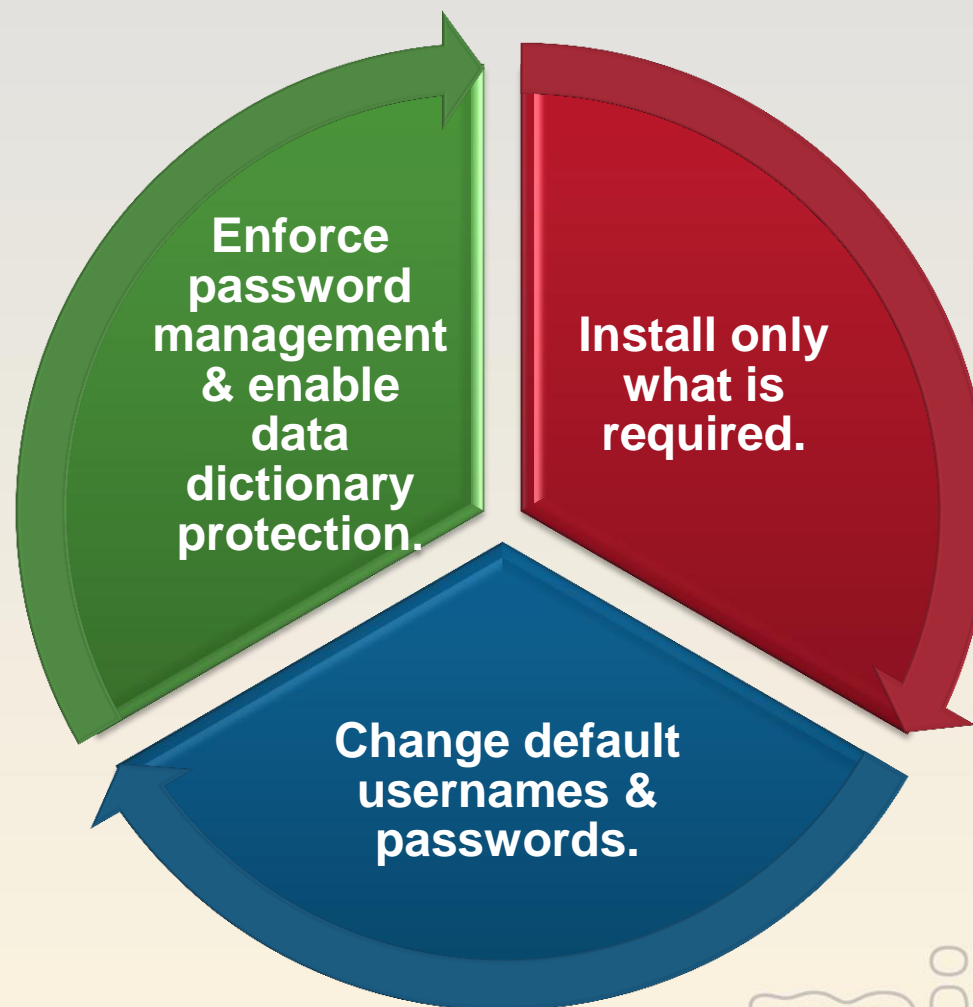 Enforce
password
management
& enable
data
dictionary
protection.
Install only
what is
required.
Change default
usernames &
passwords.